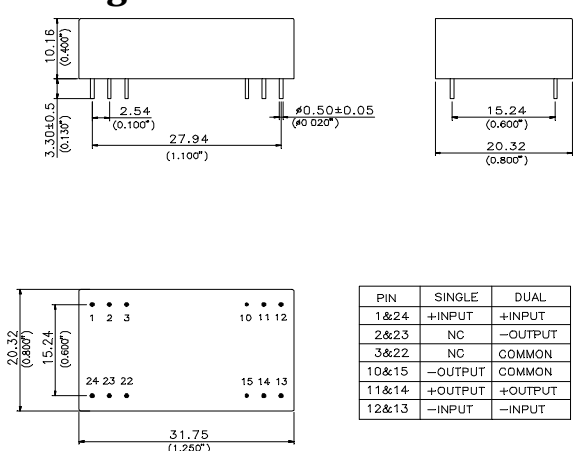 10.16
(0.400")
3.30±0.5
(0.130")
2.54
(0.100")
27.94
(1.100")
ø0.50±0.05
(ø0 020")
15.24
(0.600")
20.32
(0.800")
20.32
(0.800")
15.24
(0.600")
1 2 3
10 11 12
24 23 22
15 14 13
31.75
(1.250")
PIN SINGLE DUAL
1&24 +INPUT +INPUT
2&23 NC −OUTPUT
3&22 NC COMMON
10&15 −OUTPUT COMMON
11&14 +OUTPUT +OUTPUT
12&13 −INPUT −INPUT